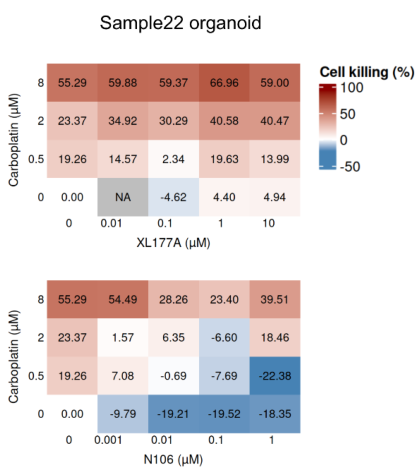 Sample22 organoid
Cell killing (%)
100
50
0
-50
Carboplatin (µM)
8 55.29 59.88 59.37 66.96 59.00
2 23.37 34.92 30.29 40.58 40.47
0.5 19.26 14.57 2.34 19.63 13.99
0 0.00 NA -4.62 4.40 4.94
0 0.01 0.1 1 10
XL177A (µM)
Carboplatin (µM)
8 55.29 54.49 28.26 23.40 39.51
2 23.37 1.57 6.35 -6.60 18.46
0.5 19.26 7.08 -0.69 -7.69 -22.38
0 0.00 -9.79 -19.21 -19.52 -18.35
0 0.001 0.01 0.1 1
N106 (µM)